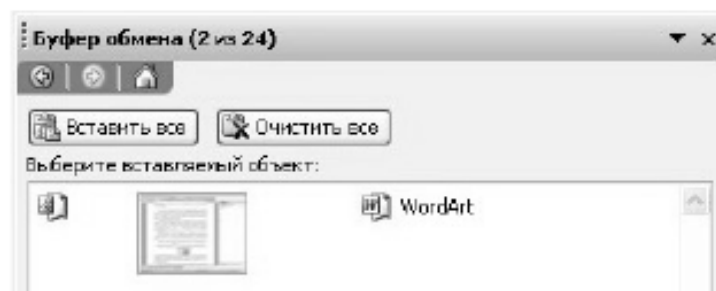 Буфер обмена (2 из 24)
Вставить все Очистить все
Выберите вставляемый объект:
WordArt